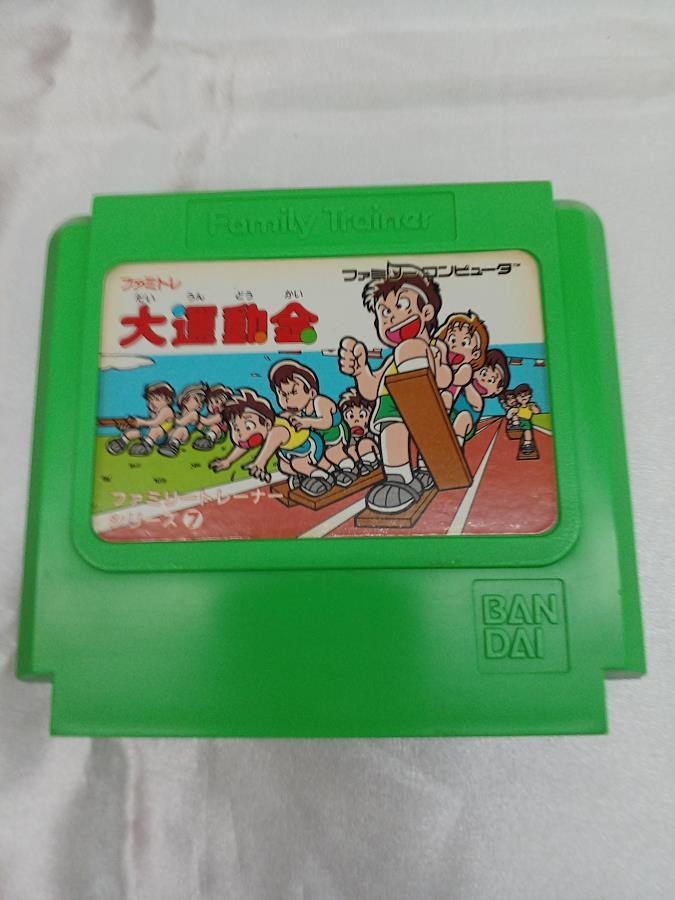 Family Trainer
ファミトレ
ファミリーコンピュータ™
だい うん どう かい
大運動会
ファミリートレーナー
シリーズ7
BAN
DAI